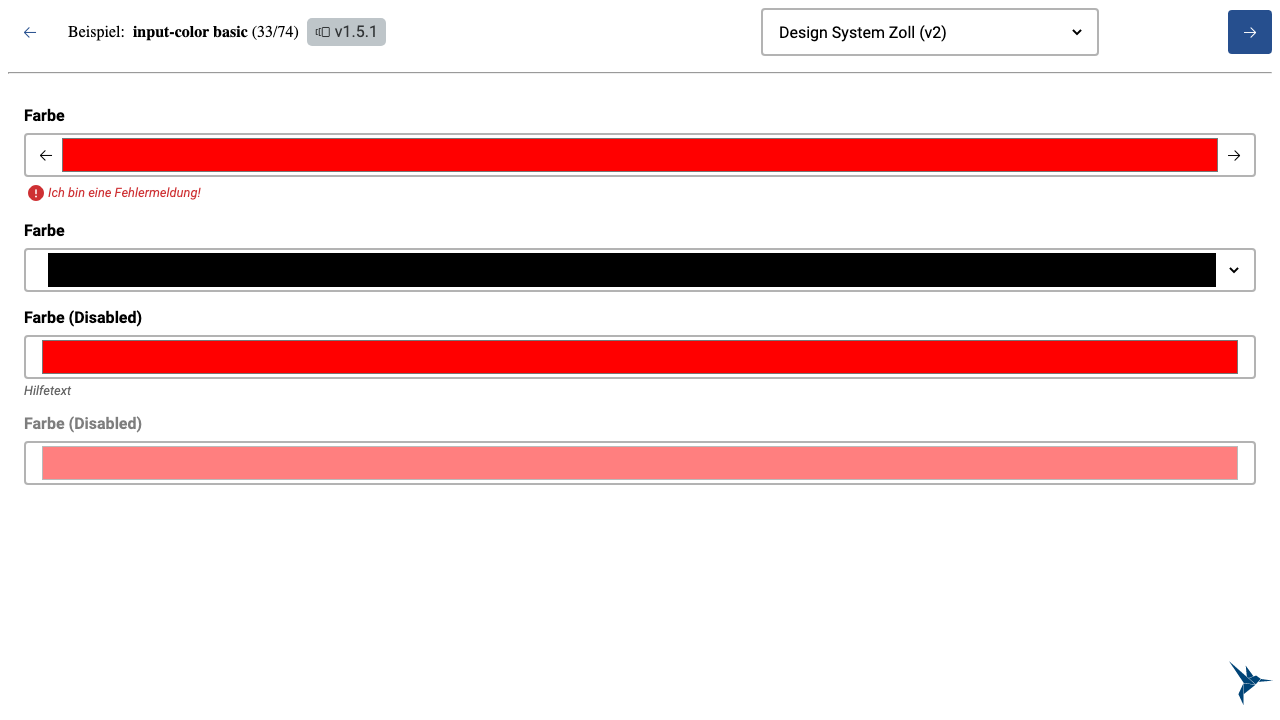 Beispiel: input-color basic (33/74) v1.5.1 Design System Zoll (v2)
Farbe
Ich bin eine Fehlermeldung!
Farbe
Farbe (Disabled)
Hilfetext
Farbe (Disabled)